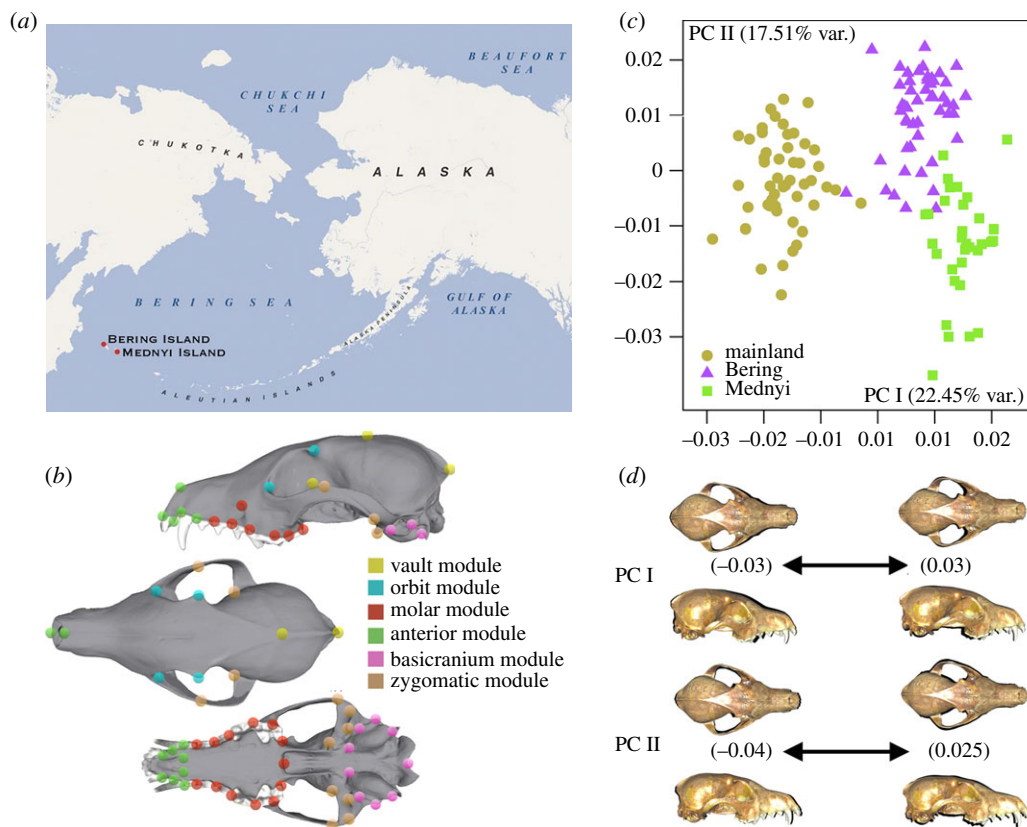 (a)
BEAUFORT
SEA
CHUKCHI
SEA
CHUKOTKA
ALASKA
BERING SEA
GULF OF
ALASKA
ALASKA PENINSULA
BERING ISLAND
MEDNYI ISLAND
ALEUTIAN ISLANDS
(b)
vault module
orbit module
molar module
anterior module
basicranium module
zygomatic module
(c)
PC II (17.51% var.)
0.02
0.01
0
−0.01
−0.02
−0.03
mainland
Bering
Mednyi
PC I (22.45% var.)
−0.03 −0.02 −0.01 0.01 0.01 0.02
(d)
PC I
(−0.03) (0.03)
PC II
(−0.04) (0.025)